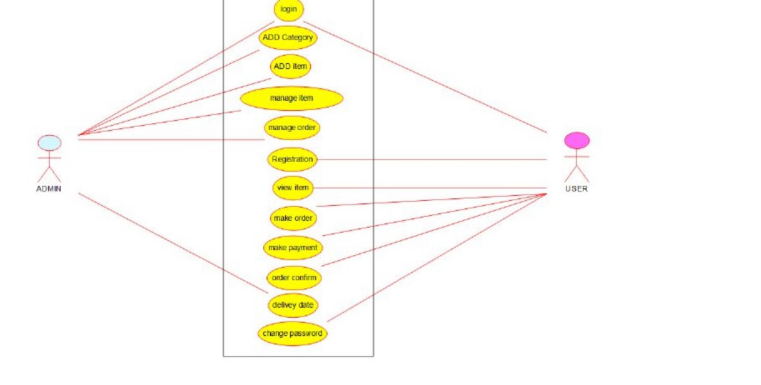 login
ADD Category
ADD item
manage item
manage order
Registration
view item
make order
make payment
order confirm
delivey date
change password
ADMIN
USER